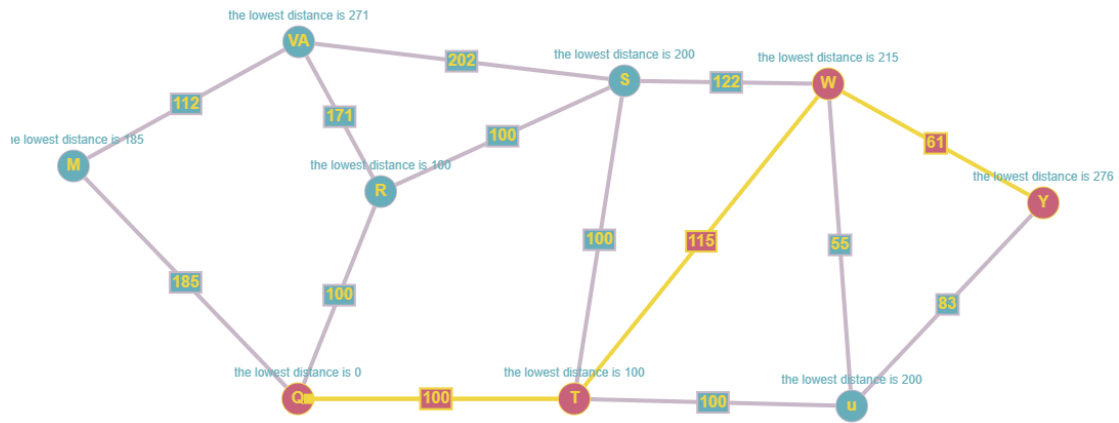 the lowest distance is 271
VA
202
the lowest distance is 200
S
122
the lowest distance is 215
W
112
171
100
61
he lowest distance is 185
M
the lowest distance is 100
R
the lowest distance is 276
Y
100
115
55
185
100
83
the lowest distance is 0
Q
100
the lowest distance is 100
T
100
the lowest distance is 200
u